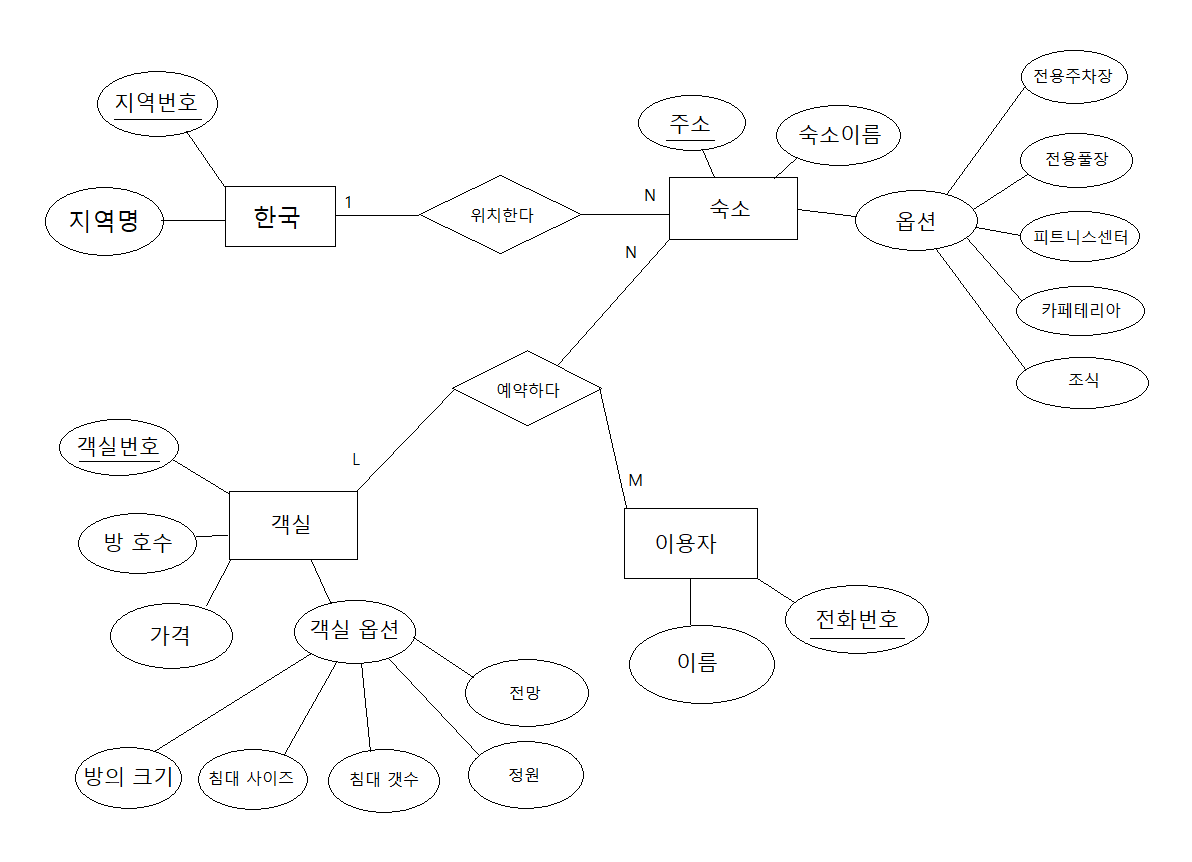 전용주차장
지역번호
주소
숙소이름
전용풀장
지역명
한국
1
위치한다
N
숙소
옵션
피트니스센터
N
카페테리아
조식
예약하다
객실번호
L
M
객실
방 호수
이용자
가격
객실 옵션
전화번호
이름
전망
방의 크기
침대 사이즈
침대 갯수
정원